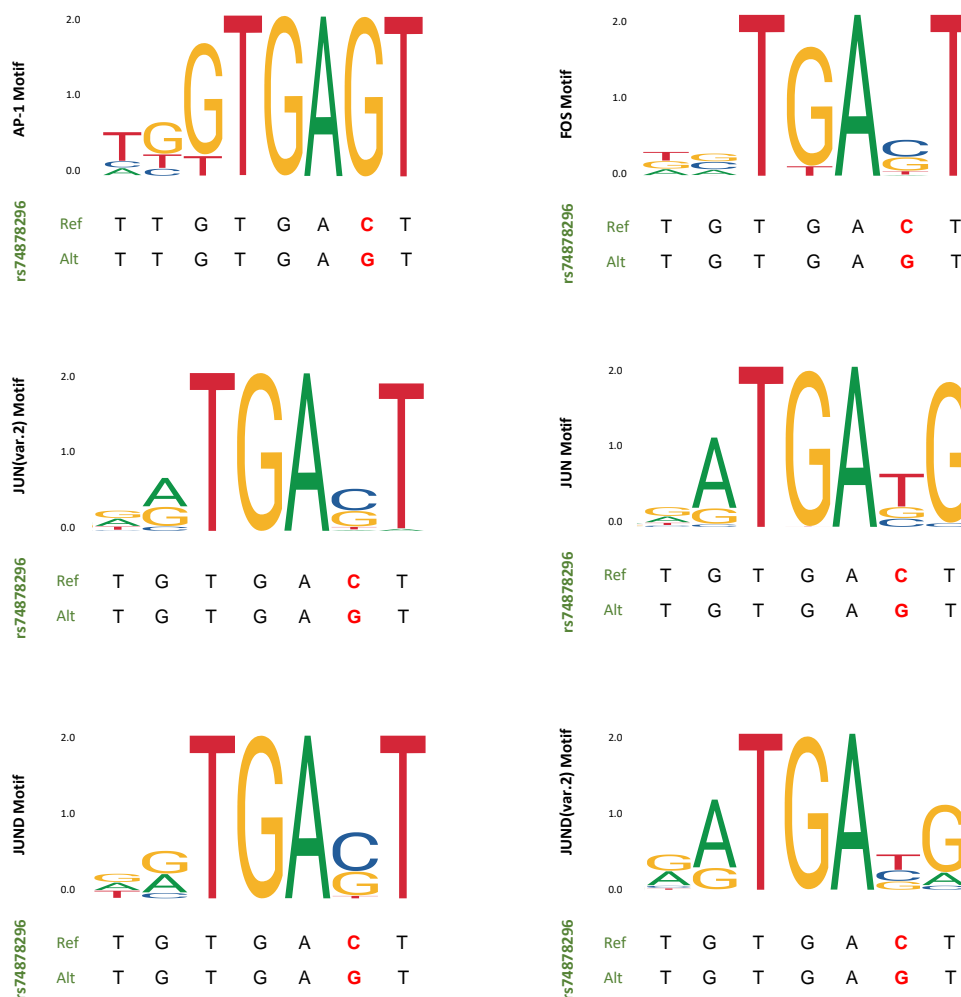 AP-1 Motif
2.0
1.0
0.0
T G G T G A G T
C T T
A C
rs74878296
Ref T T G T G A C T
Alt T T G T G A G T
FOS Motif
2.0
1.0
0.0
T G T G A C T
G C T G
A A T
rs74878296
Ref T G T G A C T
Alt T G T G A G T
JUN(var.2) Motif
2.0
1.0
0.0
G A T G A C T
A G G
T C T
rs74878296
Ref T G T G A C T
Alt T G T G A G T
JUN Motif
2.0
1.0
0.0
G A T G A T G
A G G C
T C C
rs74878296
Ref T G T G A C T
Alt T G T G A G T
JUND Motif
2.0
1.0
0.0
G G T G A C T
A A G
T C
rs74878296
Ref T G T G A C T
Alt T G T G A G T
JUND(var.2) Motif
2.0
1.0
0.0
G A T G A T G
A G C A
G C
rs74878296
Ref T G T G A C T
Alt T G T G A G T